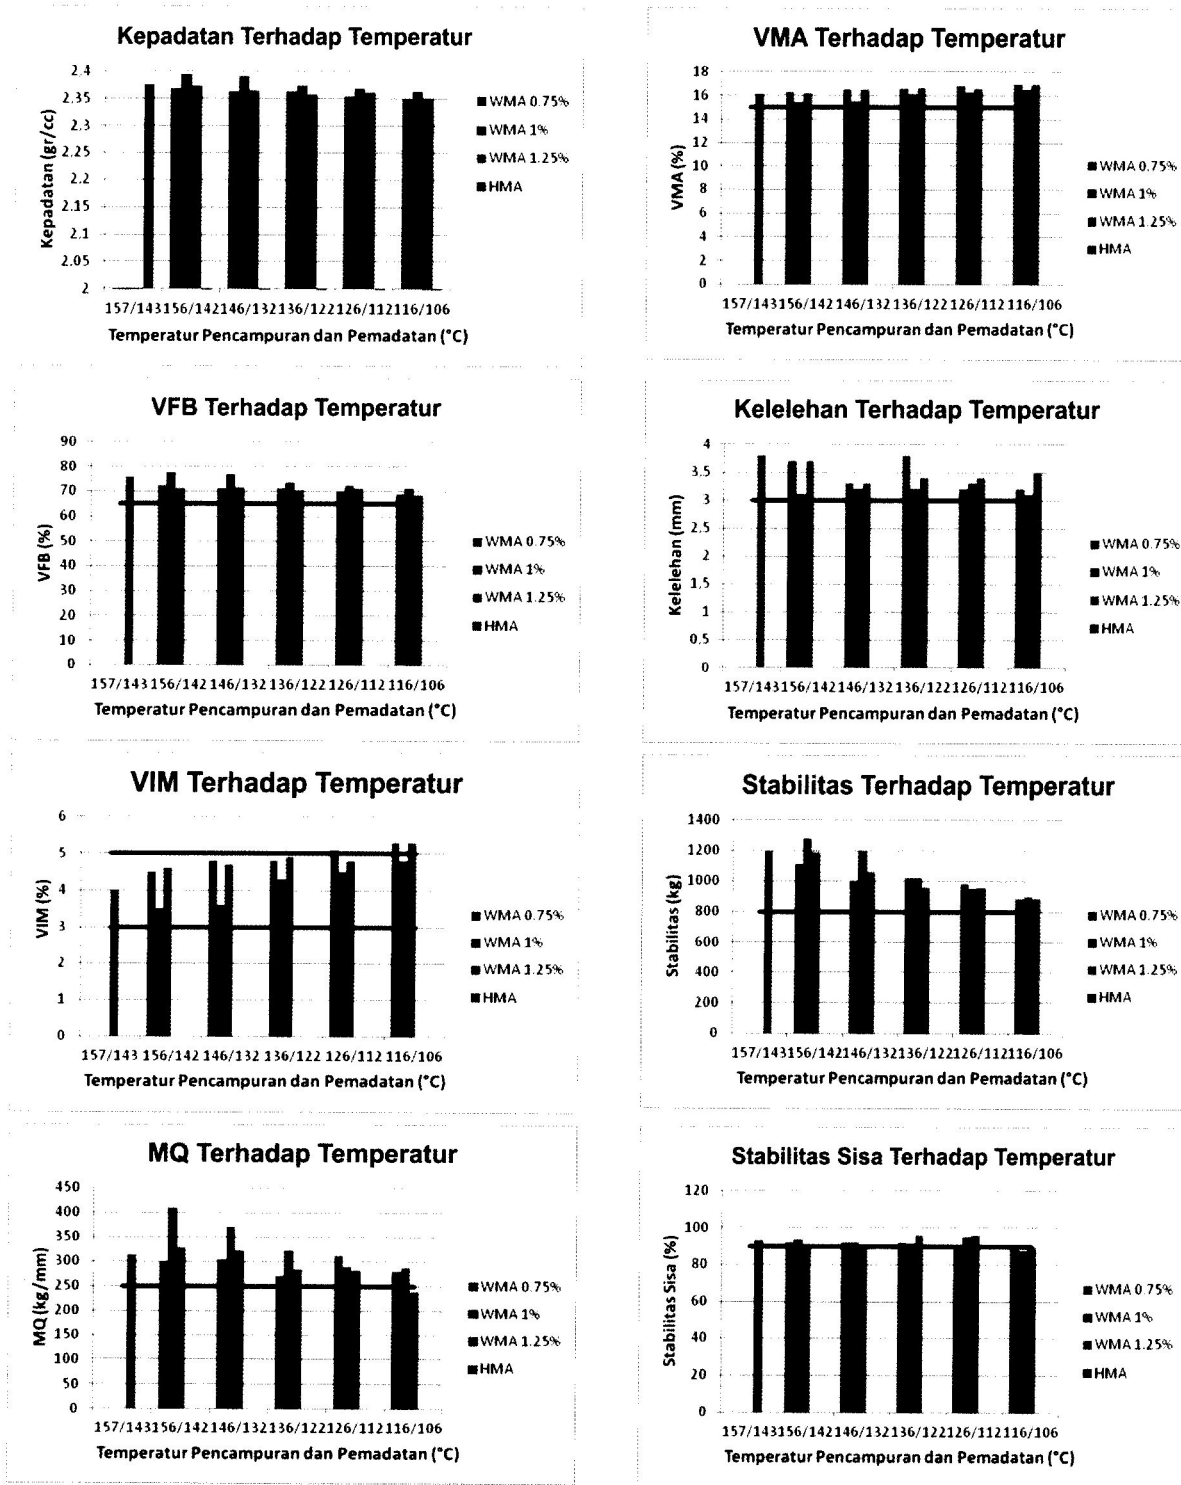 Kepadatan Terhadap Temperatur
2.4
2.35
2.3
2.25
2.2
2.15
2.1
2.05
2
Kepadatan (gr/cc)
157/143 156/142 146/132 136/122 126/112 116/106
Temperatur Pencampuran dan Pemadatan (°C)
WMA 0.75%
WMA 1%
WMA 1.25%
HMA
VMA Terhadap Temperatur
18
16
14
12
10
8
6
4
2
0
VMA (%)
157/143 156/142 146/132 136/122 126/112 116/106
Temperatur Pencampuran dan Pemadatan (°C)
WMA 0.75%
WMA 1%
WMA 1.25%
HMA
VFB Terhadap Temperatur
90
80
70
60
50
40
30
20
10
0
VFB (%)
157/143 156/142 146/132 136/122 126/112 116/106
Temperatur Pencampuran dan Pemadatan (°C)
WMA 0.75%
WMA 1%
WMA 1.25%
HMA
Kelelehan Terhadap Temperatur
4
3.5
3
2.5
2
1.5
1
0.5
0
Kelelehan (mm)
157/143 156/142 146/132 136/122 126/112 116/106
Temperatur Pencampuran dan Pemadatan (°C)
WMA 0.75%
WMA 1%
WMA 1.25%
HMA
VIM Terhadap Temperatur
6
5
4
3
2
1
0
VIM (%)
157/143 156/142 146/132 136/122 126/112 116/106
Temperatur Pencampuran dan Pemadatan (°C)
WMA 0.75%
WMA 1%
WMA 1.25%
HMA
Stabilitas Terhadap Temperatur
1400
1200
1000
800
600
400
200
0
Stabilitas (kg)
157/143 156/142 146/132 136/122 126/112 116/106
Temperatur Pencampuran dan Pemadatan (°C)
WMA 0.75%
WMA 1%
WMA 1.25%
HMA
MQ Terhadap Temperatur
450
400
350
300
250
200
150
100
50
0
MQ (kg/mm)
157/143 156/142 146/132 136/122 126/112 116/106
Temperatur Pencampuran dan Pemadatan (°C)
WMA 0.75%
WMA 1%
WMA 1.25%
HMA
Stabilitas Sisa Terhadap Temperatur
120
100
80
60
40
20
0
Stabilitas Sisa (%)
157/143 156/142 146/132 136/122 126/112 116/106
Temperatur Pencampuran dan Pemadatan (°C)
WMA 0.75%
WMA 1%
WMA 1.25%
HMA